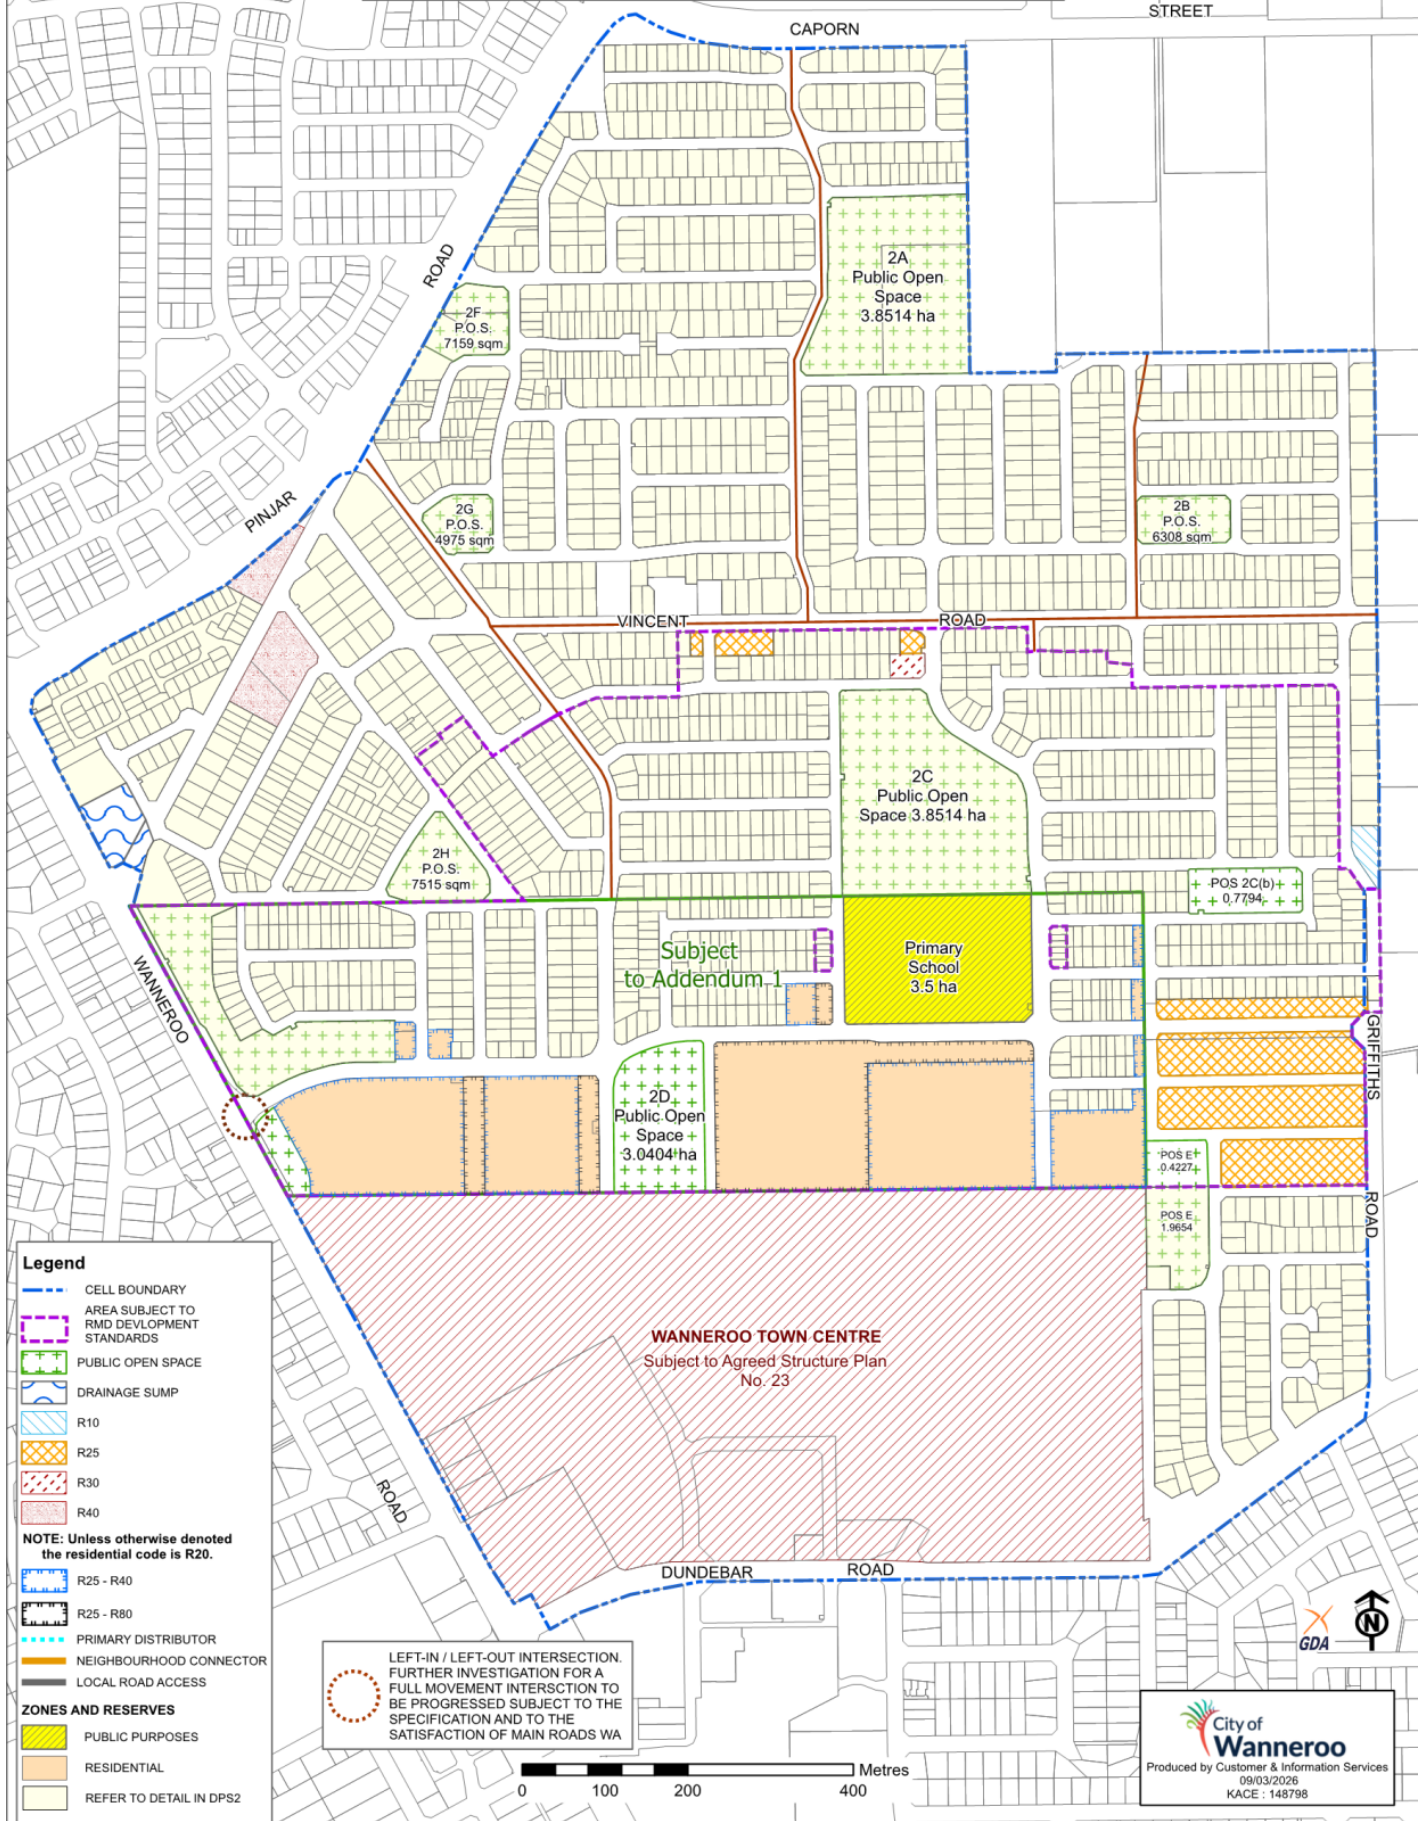 STREET
CAPORN
ROAD
2A
Public Open
Space
3.8514 ha
2F
P.O.S.
7159 sqm
PINJAR
2G
P.O.S.
4975 sqm
2B
P.O.S.
6308 sqm
VINCENT
ROAD
2C
Public Open
Space 3.8514 ha
2H
P.O.S.
7515 sqm
POS 2C(b)
0.7794
WANNEROO
Subject
to Addendum 1
Primary
School
3.5 ha
GRIFFITHS
2D
Public Open
Space
3.0404 ha
POS E
0.4227
POS E
1.9654
ROAD
WANNEROO TOWN CENTRE
Subject to Agreed Structure Plan
No. 23
ROAD
DUNDEBAR
ROAD
Legend
CELL BOUNDARY
AREA SUBJECT TO
RMD DEVLOPMENT
STANDARDS
PUBLIC OPEN SPACE
DRAINAGE SUMP
R10
R25
R30
R40
NOTE: Unless otherwise denoted
the residential code is R20.
R25 - R40
R25 - R80
PRIMARY DISTRIBUTOR
NEIGHBOURHOOD CONNECTOR
LOCAL ROAD ACCESS
ZONES AND RESERVES
PUBLIC PURPOSES
RESIDENTIAL
REFER TO DETAIL IN DPS2
LEFT-IN / LEFT-OUT INTERSECTION.
FURTHER INVESTIGATION FOR A
FULL MOVEMENT INTERSCTION TO
BE PROGRESSED SUBJECT TO THE
SPECIFICATION AND TO THE
SATISFACTION OF MAIN ROADS WA
Metres
0 100 200 400
GDA
N
City of
Wanneroo
Produced by Customer & Information Services
09/03/2026
KACE : 148798